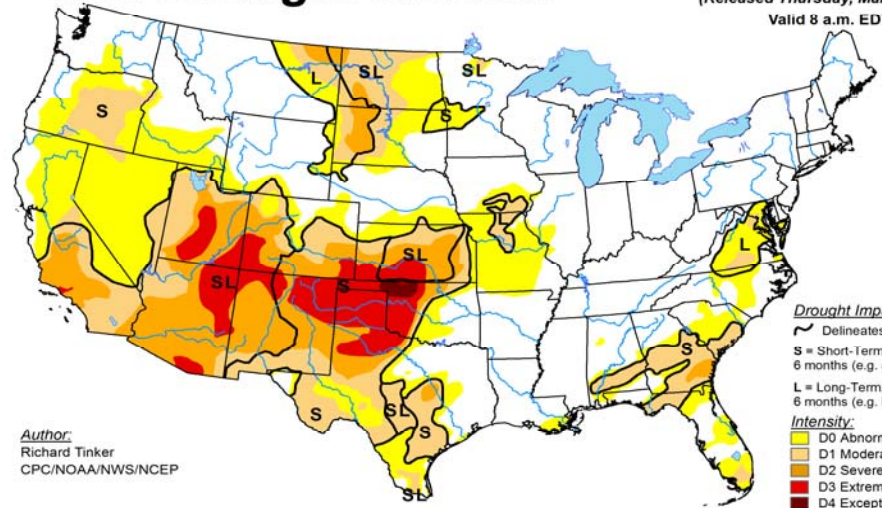 (Released Thursday, Mar
Valid 8 a.m. ED
L
SL
SL
S
S
S
SL
L
SL
S
S
SL
S
S
SL
Author:
Richard Tinker
CPC/NOAA/NWS/NCEP
Drought Imp
Delineates
S = Short-Term
6 months (e.g.
L = Long-Term
6 months (e.g.
Intensity:
D0 Abnorm
D1 Modera
D2 Severe
D3 Extrem
D4 Except